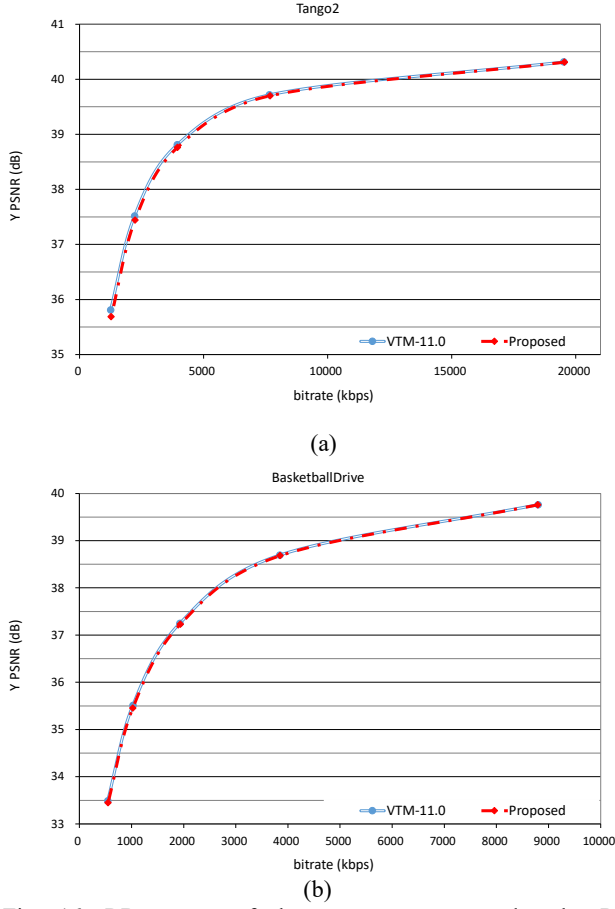 Tango2
41
40
39
38
37
36
35
Y PSNR (dB)
0 5000 10000 15000 20000
bitrate (kbps)
VTM-11.0 Proposed
(a)
BasketballDrive
40
39
38
37
36
35
34
33
Y PSNR (dB)
0 1000 2000 3000 4000 5000 6000 7000 8000 9000 10000
bitrate (kbps)
VTM-11.0 Proposed
(b)